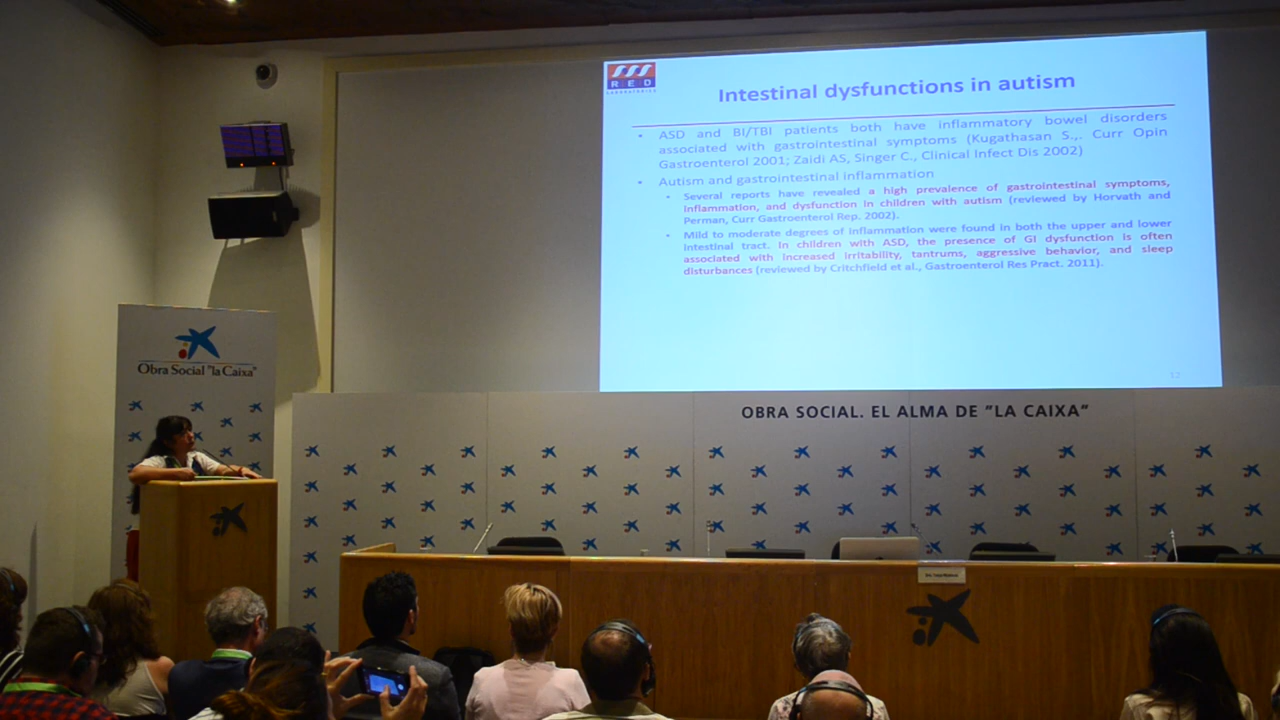 RED
LABORATORIES
Intestinal dysfunctions in autism
• ASD and BI/TBI patients both have inflammatory bowel disorders
associated with gastrointestinal symptoms (Kugathasan S.,. Curr Opin
Gastroenterol 2001; Zaidi AS, Singer C., Clinical Infect Dis 2002)
• Autism and gastrointestinal inflammation
• Several reports have revealed a high prevalence of gastrointestinal symptoms,
inflammation, and dysfunction in children with autism (reviewed by Horvath and
Perman, Curr Gastroenterol Rep. 2002).
• Mild to moderate degrees of inflammation were found in both the upper and lower
intestinal tract. In children with ASD, the presence of GI dysfunction is often
associated with increased irritability, tantrums, aggressive behavior, and sleep
disturbances (reviewed by Critchfield et al., Gastroenterol Res Pract. 2011).
12
Obra Social "la Caixa"
OBRA SOCIAL. EL ALMA DE "LA CAIXA"